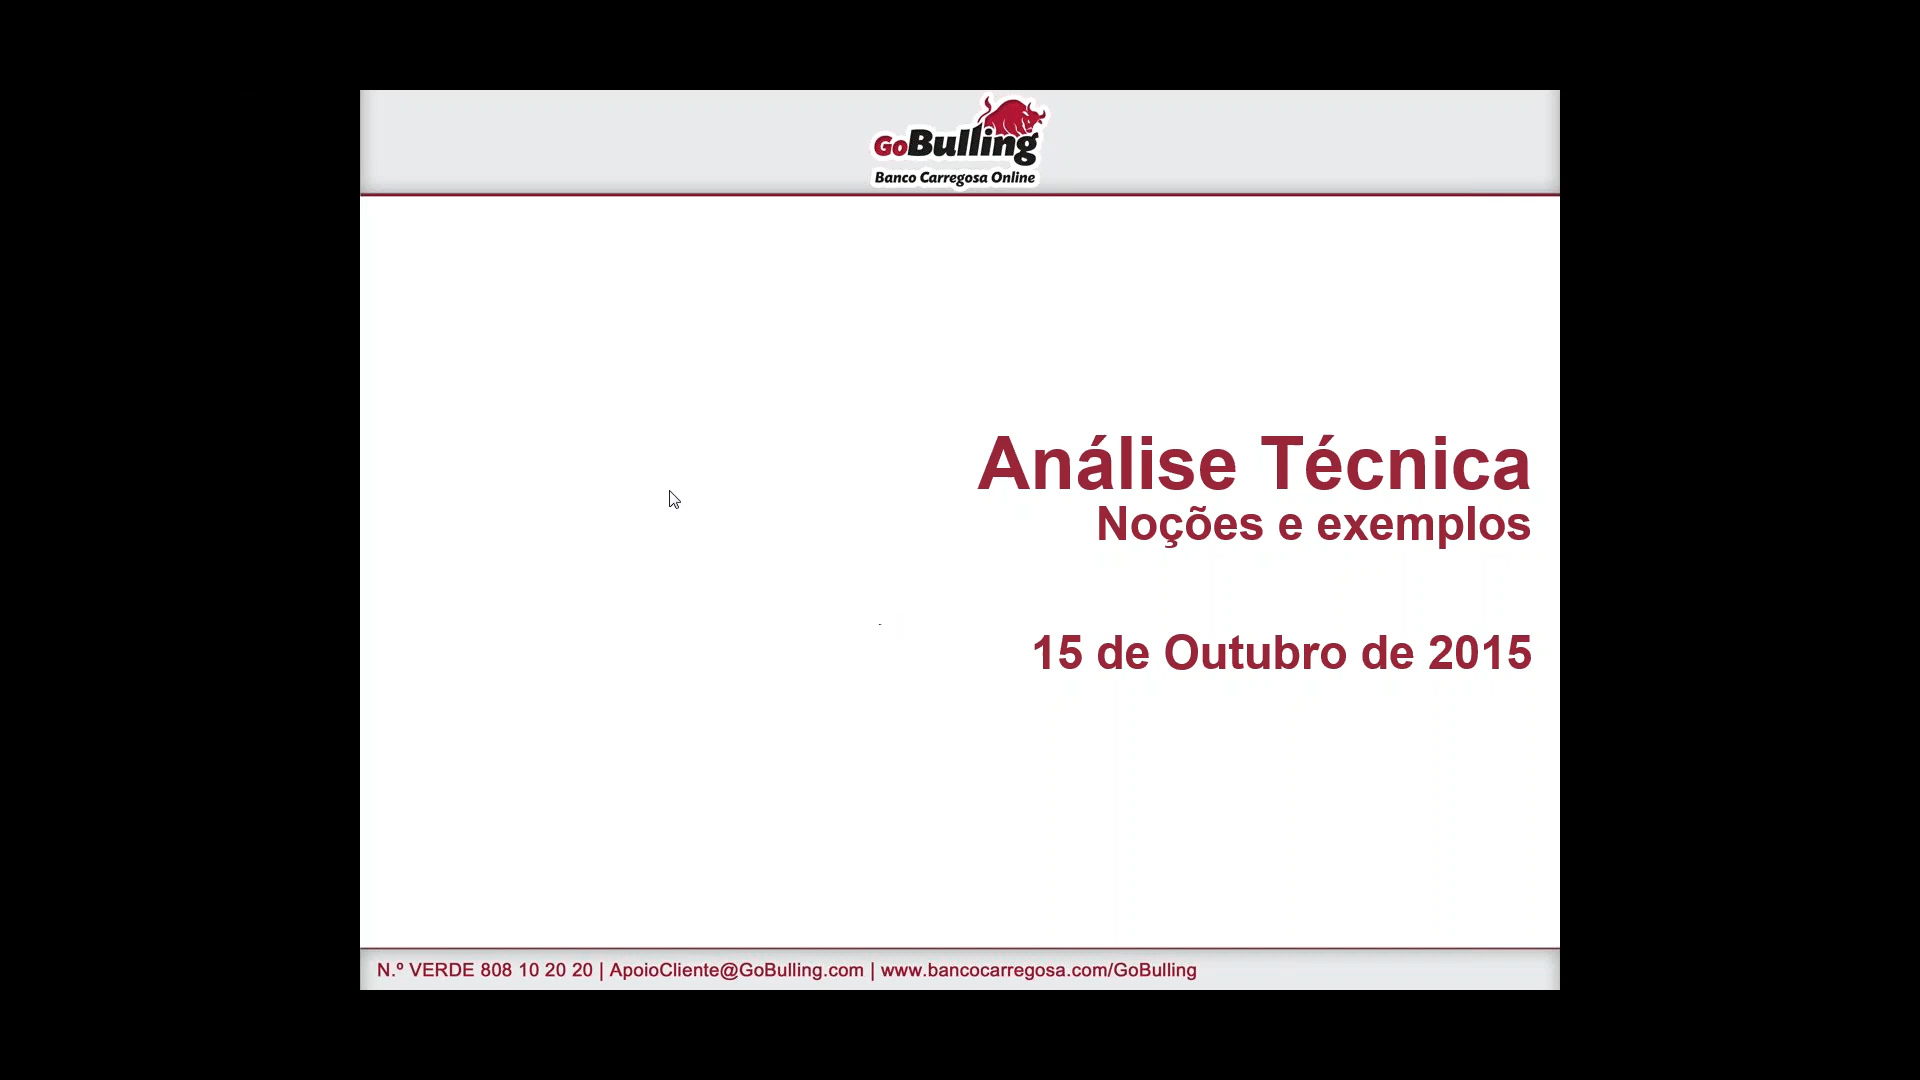 GoBulling
Banco Carregosa Online
Análise Técnica
Noções e exemplos
15 de Outubro de 2015
N.º VERDE 808 10 20 20 | ApoioCliente@GoBulling.com | www.bancocarregosa.com/GoBulling